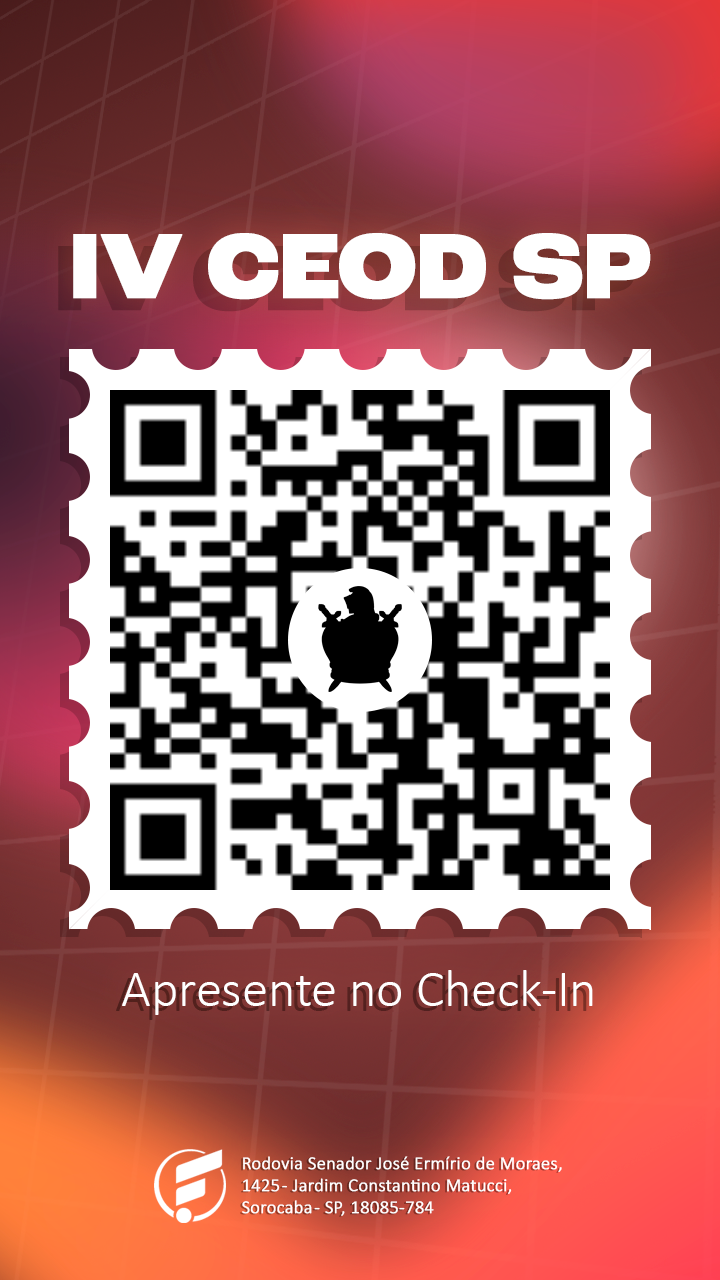 IV CEOD SP
Apresente no Check-In
Rodovia Senador José Ermírio de Moraes,
1425- Jardim Constantino Matucci,
Sorocaba- SP, 18085-784